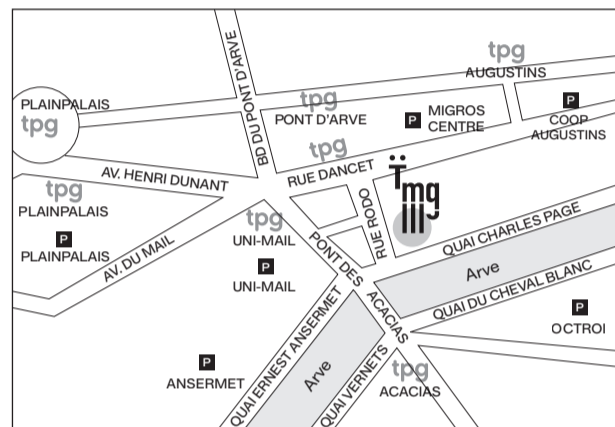 tpg
AUGUSTINS
BD DU PONT D'ARVE
PLAINPALAIS
tpg
tpg
PONT D'ARVE
P
MIGROS
CENTRE
P
COOP
AUGUSTINS
tpg
RUE DANCET
AV. HENRI DUNANT
Tmg
tpg
PLAINPALAIS
P
PLAINPALAIS
AV. DU MAIL
tpg
UNI-MAIL
P
UNI-MAIL
RUE RODO
PONT DES ACACIAS
QUAI CHARLES PAGE
Arve
QUAI DU CHEVAL BLANC
P
OCTROI
P
ANSERMET
QUAI ERNEST ANSERMET
Arve
QUAI VERNETS
tpg
ACACIAS